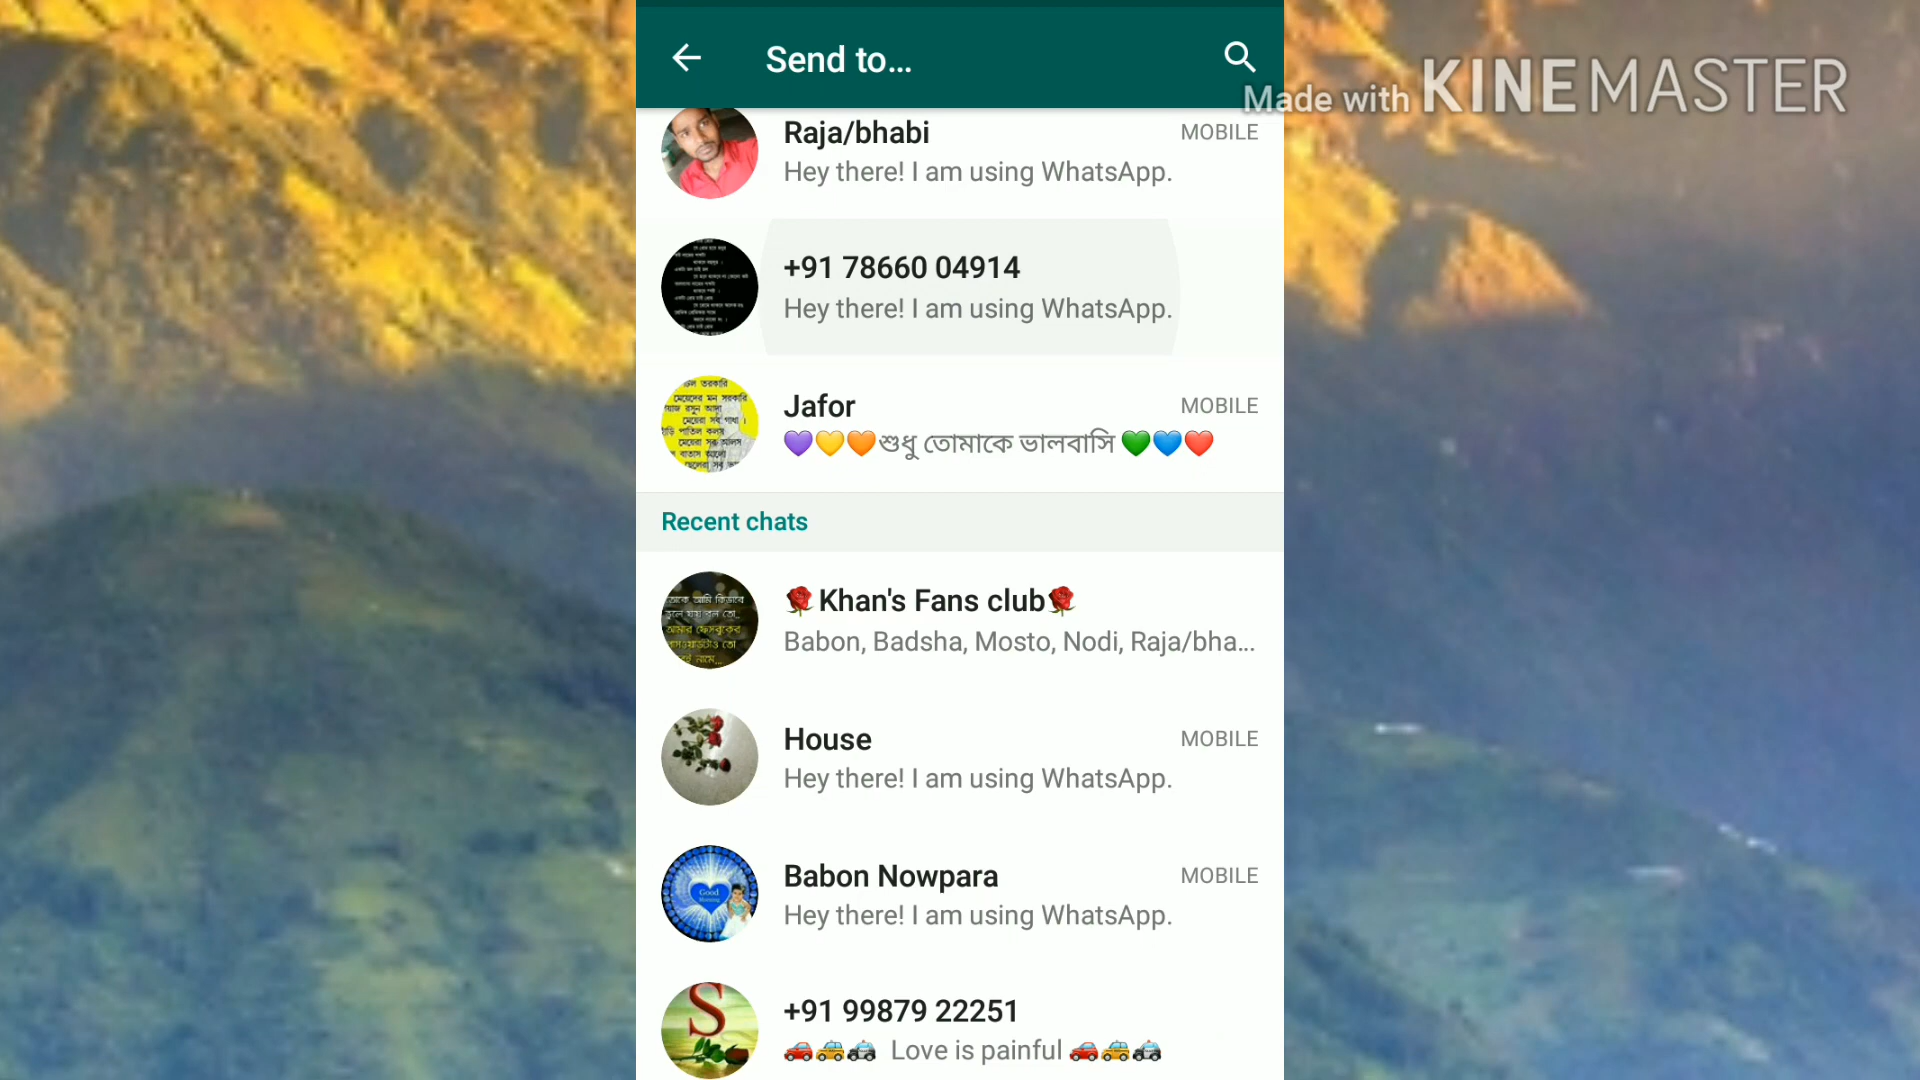 Send to...
Made with KINEMASTER
Raja/bhabi MOBILE
Hey there! I am using WhatsApp.
+91 78660 04914
Hey there! I am using WhatsApp.
Jafor MOBILE
💜💛🧡শুধু তোমাকে ভালবাসি 💚💙❤️
Recent chats
🌹Khan's Fans club🌹
Babon, Badsha, Mosto, Nodi, Raja/bha...
House MOBILE
Hey there! I am using WhatsApp.
Babon Nowpara MOBILE
Good
Morning
Hey there! I am using WhatsApp.
S
+91 99879 22251
🚗🚕🚓 Love is painful 🚗🚕🚓